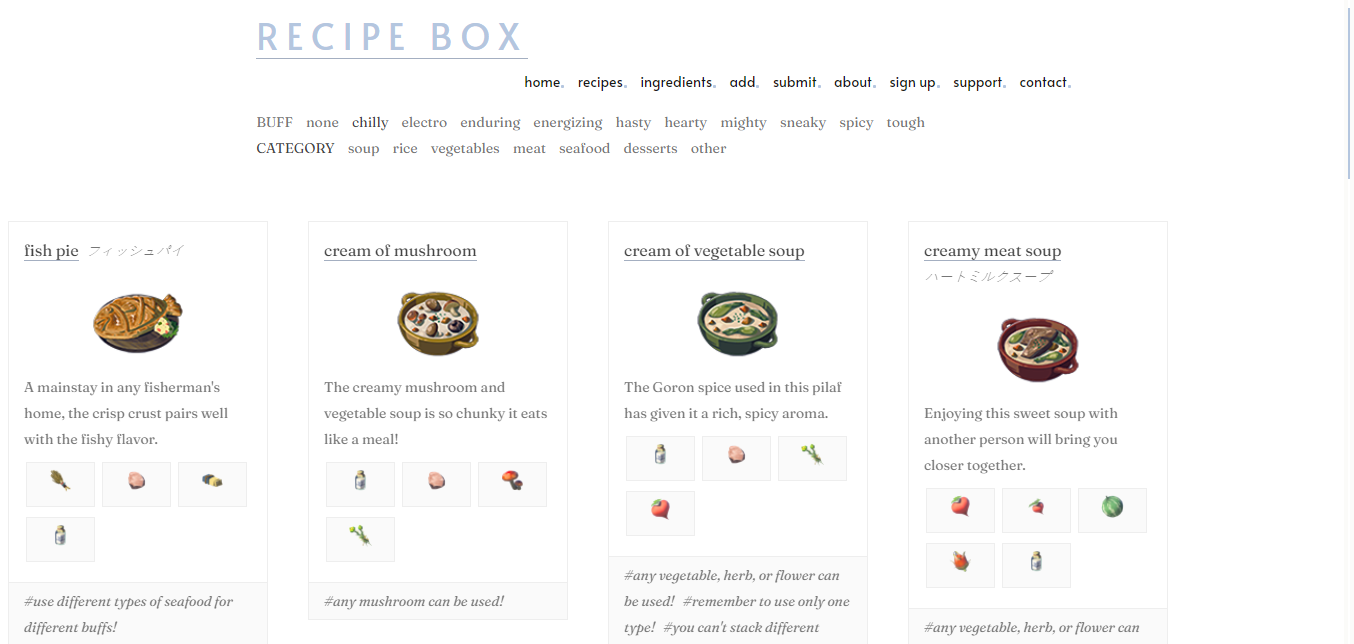 RECIPE BOX
home. recipes. ingredients. add. submit. about. sign up. support. contact.
BUFF none chilly electro enduring energizing hasty hearty mighty sneaky spicy tough
CATEGORY soup rice vegetables meat seafood desserts other
fish pie フィッシュパイ
A mainstay in any fisherman's
home, the crisp crust pairs well
with the fishy flavor.
#use different types of seafood for
different buffs!
cream of mushroom
The creamy mushroom and
vegetable soup is so chunky it eats
like a meal!
#any mushroom can be used!
cream of vegetable soup
The Goron spice used in this pilaf
has given it a rich, spicy aroma.
#any vegetable, herb, or flower can
be used! #remember to use only one
type! #you can't stack different
creamy meat soup
ハートミルクスープ
Enjoying this sweet soup with
another person will bring you
closer together.
#any vegetable, herb, or flower can